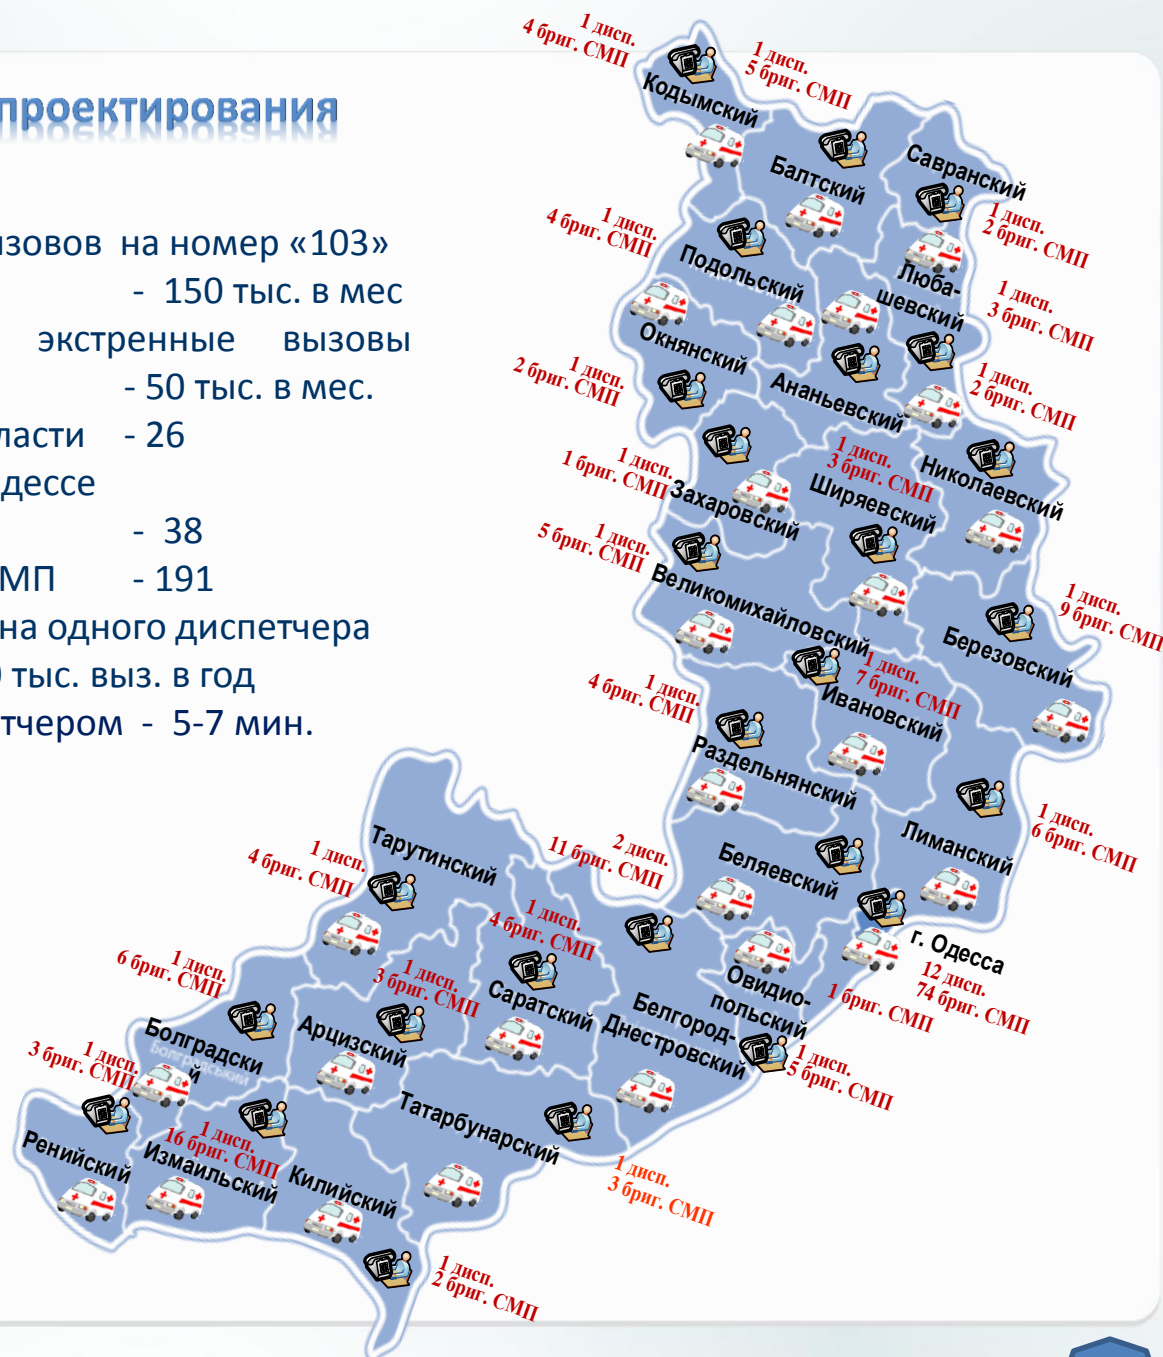 проектирования
зовов на номер «103»
- 150 тыс. в мес
экстренные вызовы
- 50 тыс. в мес.
ласти - 26
дессе
- 38
МП - 191
на одного диспетчера
тыс. выз. в год
тчером - 5-7 мин.
1 дисп.
4 бриг. СМП
1 дисп.
5 бриг. СМП
Кодымский
Балтский
Савранский
1 дисп.
2 бриг. СМП
1 дисп.
4 бриг. СМП
Подольский
Люба-
шевский
1 дисп.
3 бриг. СМП
Окнянский
1 дисп.
2 бриг. СМП
Ананьевский
1 дисп.
2 бриг. СМП
1 дисп.
3 бриг. СМП
Николаевский
1 дисп.
1 бриг. СМП
Захаровский
Ширяевский
1 дисп.
5 бриг. СМП
Великомихайловский
1 дисп.
9 бриг. СМП
Березовский
1 дисп.
7 бриг. СМП
Ивановский
1 дисп.
4 бриг. СМП
Раздельнянский
1 дисп.
6 бриг. СМП
Лиманский
2 дисп.
11 бриг. СМП
Беляевский
Тарутинский
1 дисп.
4 бриг. СМП
1 дисп.
4 бриг. СМП
г. Одесса
12 дисп.
74 бриг. СМП
1 дисп.
6 бриг. СМП
1 дисп.
3 бриг. СМП
Саратский
Овидио-
польский
1 бриг. СМП
Белгород-
Днестровский
Болградски
й
Болградський
Арцизский
1 дисп.
5 бриг. СМП
1 дисп.
3 бриг. СМП
Татарбунарский
1 дисп.
16 бриг. СМП
Ренийский
Измаильский
Килийский
1 дисп.
3 бриг. СМП
1 дисп.
2 бриг. СМП